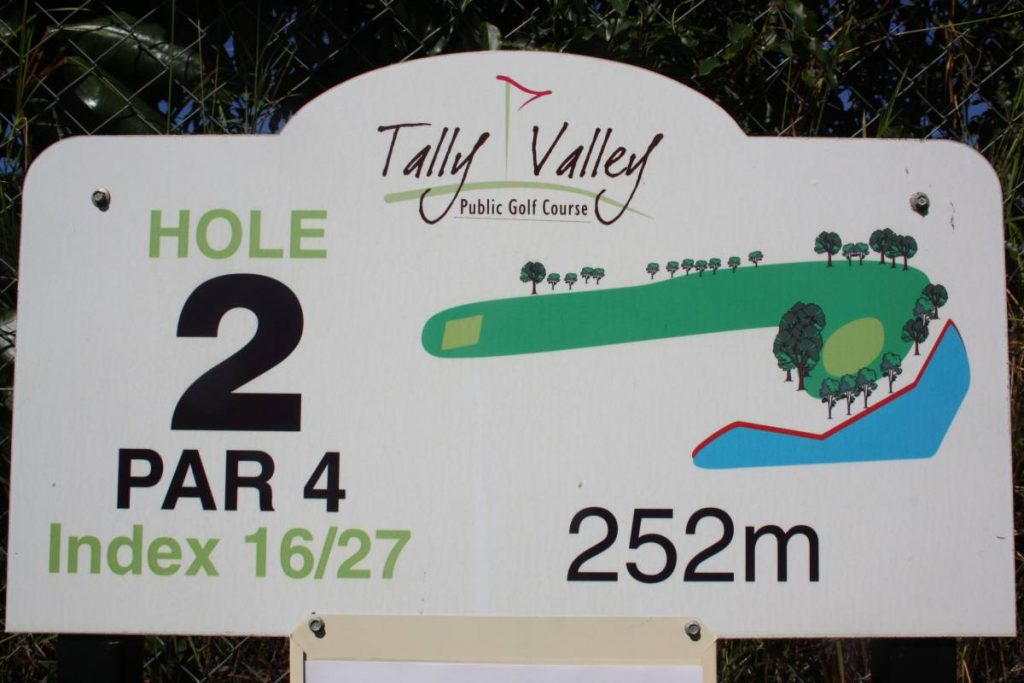 Tally Valley
Public Golf Course
HOLE
2
PAR 4
Index 16/27
252m